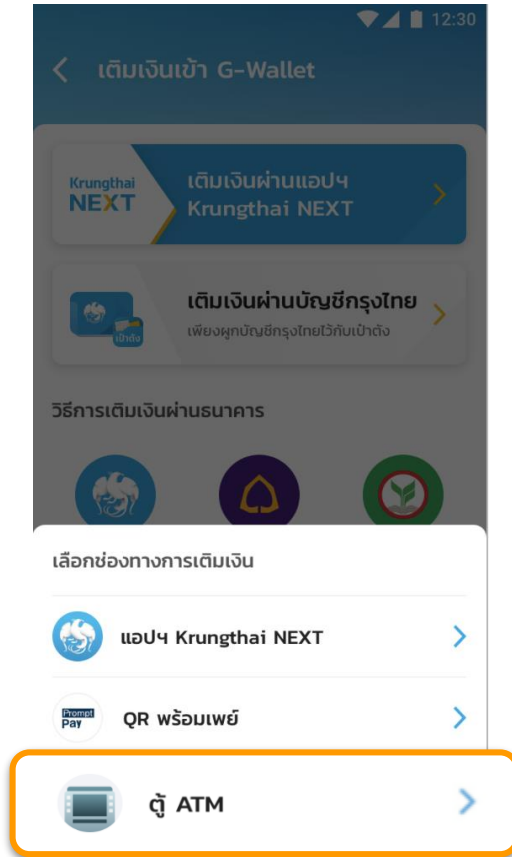 12:30
เติมเงินเข้า G-Wallet
Krungthai
NEXT
เติมเงินผ่านแอปฯ
Krungthai NEXT
เติมเงินผ่านบัญชีกรุงไทย
เพียงผูกบัญชีกรุงไทยไว้กับเป๋าตัง
เป๋าตัง
วิธีการเติมเงินผ่านธนาคาร
เลือกช่องทางการเติมเงิน
แอปฯ Krungthai NEXT
Prompt
Pay
QR พร้อมเพย์
ตู้ ATM